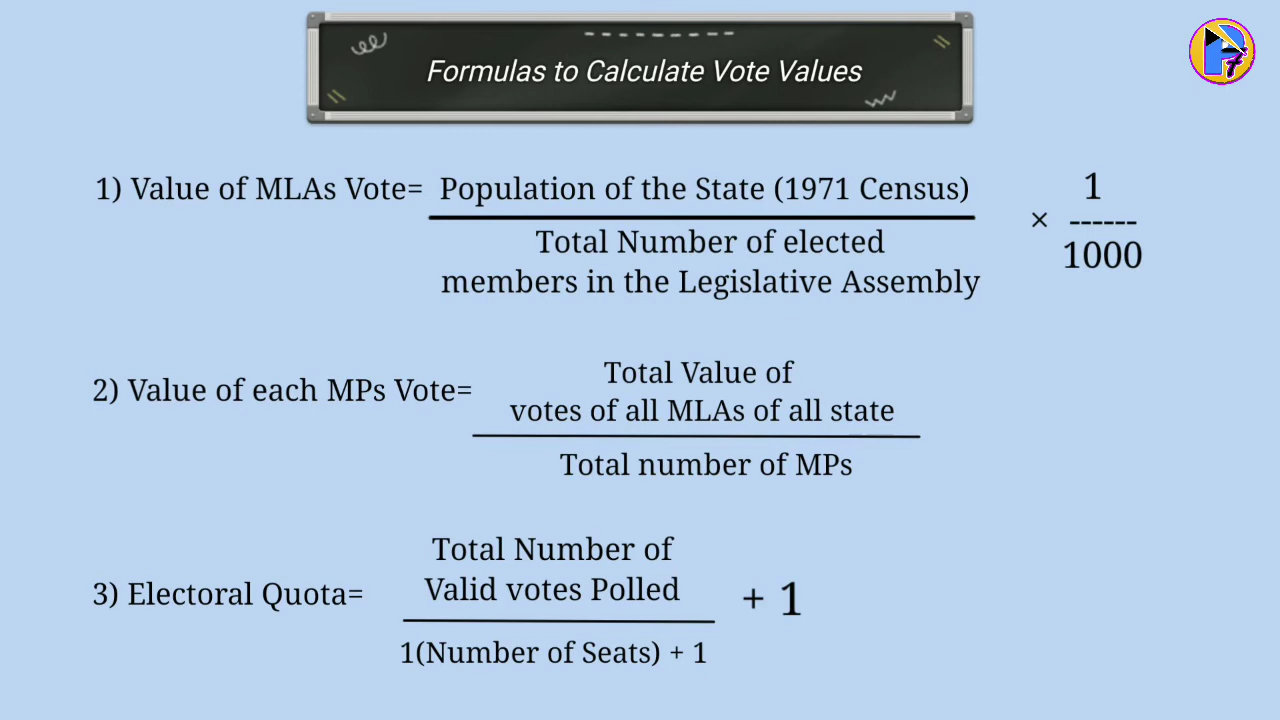 Formulas to Calculate Vote Values
1) Value of MLAs Vote= Population of the State (1971 Census)
Total Number of elected
members in the Legislative Assembly
× 1
------
1000
2) Value of each MPs Vote=
Total Value of
votes of all MLAs of all state
Total number of MPs
3) Electoral Quota=
Total Number of
Valid votes Polled
1(Number of Seats) + 1
+ 1
P7